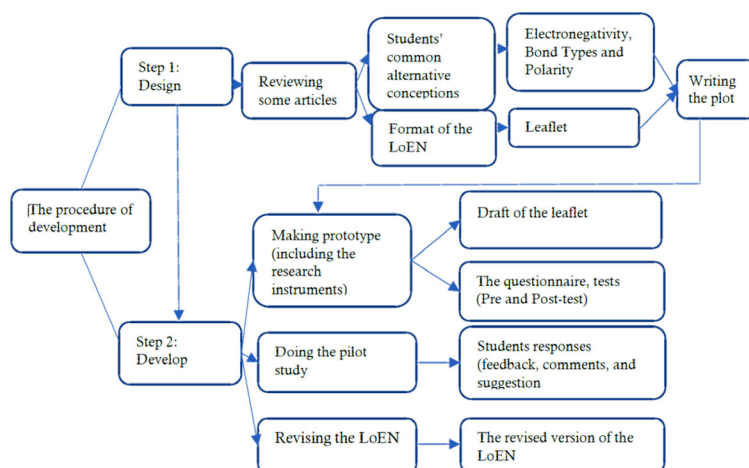 Step 1:
Design
Reviewing
some articles
Students'
common
alternative
conceptions
Electronegativity,
Bond Types and
Polarity
Writing
the plot
Format of the
LoEN
Leaflet
The procedure of
development
Making prototype
(including the
research
instruments)
Draft of the leaflet
The questionnaire, tests
(Pre and Post-test)
Step 2:
Develop
Doing the pilot
study
Students responses
(feedback, comments, and
suggestion
Revising the LoEN
The revised version of the
LoEN